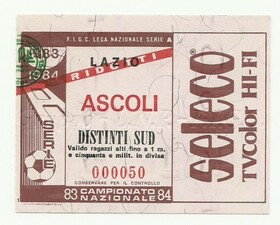 F.I.G.C. LEGA NAZIONALE SERIE A
1983
1984
RIDOTTI
LAZIO
ASCOLI
SERIE
DISTINTI SUD
Valido ragazzi alti fino a 1 m.
e cinquanta e milit. in divisa
000050
CONSERVARE PER IL CONTROLLO
83 CAMPIONATO 84
NAZIONALE
seleco
TVColor HI-FI